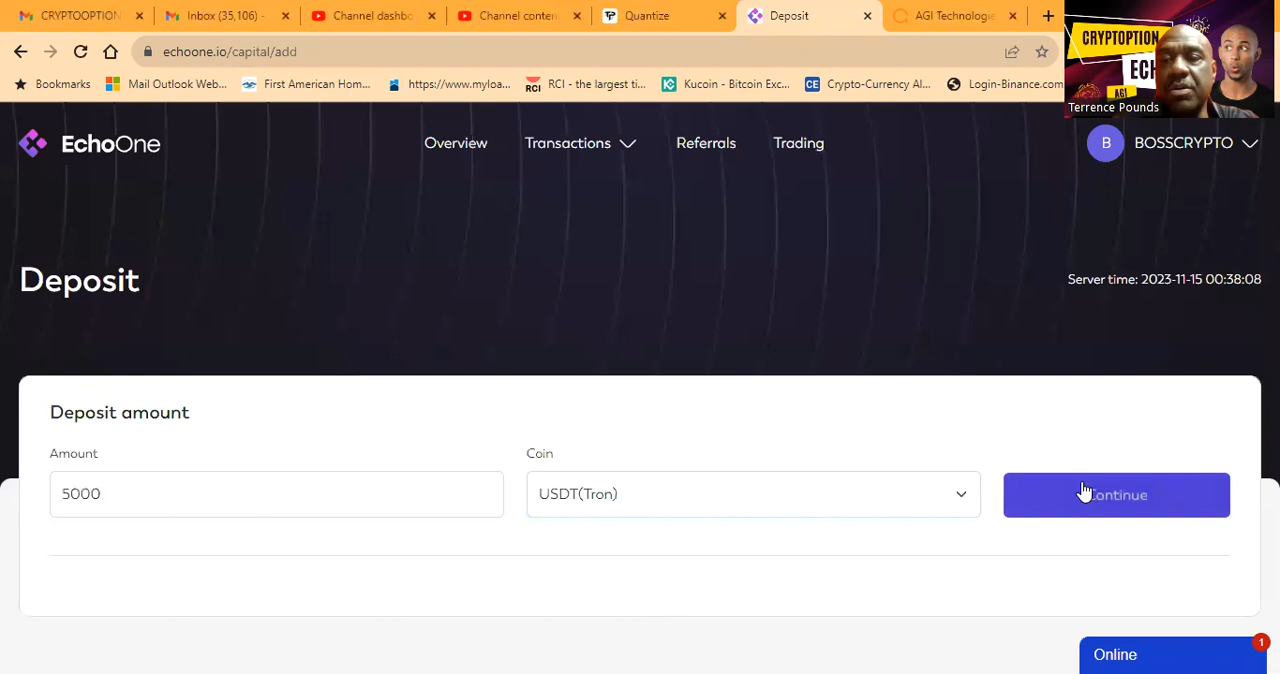 CRYPTOOPTION
Inbox (35,106) -
Channel dashbo
Channel conten
Quantize
Deposit
AGI Technologie
echoone.io/capital/add
Bookmarks
Mail Outlook Web...
First American Hom...
https://www.myloa...
RCI - the largest ti...
Kucoin - Bitcoin Exc...
Crypto-Currency Al...
Login-Binance.com
CRYPTOPTION
ECH
AGI
Terrence Pounds
EchoOne
Overview
Transactions
Referrals
Trading
B
BOSSCRYPTO
Deposit
Server time: 2023-11-15 00:38:08
Deposit amount
Amount
Coin
5000
USDT(Tron)
Continue
Online
1